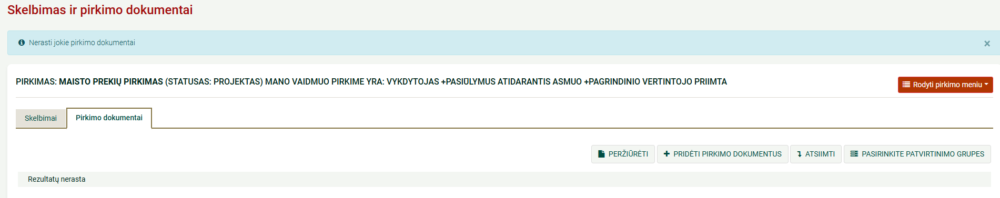 Skelbimas ir pirkimo dokumentai
Nerasti jokie pirkimo dokumentai
×
PIRKIMAS: MAISTO PREKIŲ PIRKIMAS (STATUSAS: PROJEKTAS) MANO VAIDMUO PIRKIME YRA: VYKDYTOJAS +PASIŪLYMUS ATIDARANTIS ASMUO +PAGRINDINIO VERTINTOJO PRIIMTA
Rodyti pirkimo meniu
Skelbimai
Pirkimo dokumentai
PERŽIŪRĖTI
PRIDĖTI PIRKIMO DOKUMENTUS
ATSIIMTI
PASIRINKITE PATVIRTINIMO GRUPES
Rezultatų nerasta